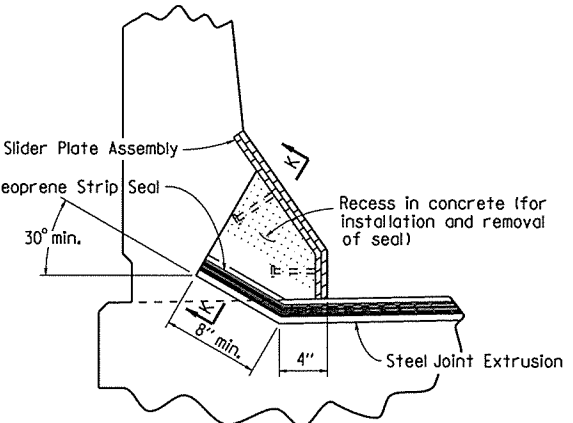 Slider Plate Assembly
K
eoprene Strip Seal
Recess in concrete (for
installation and removal
of seal)
30° min.
K
8" min.
4"
Steel Joint Extrusion